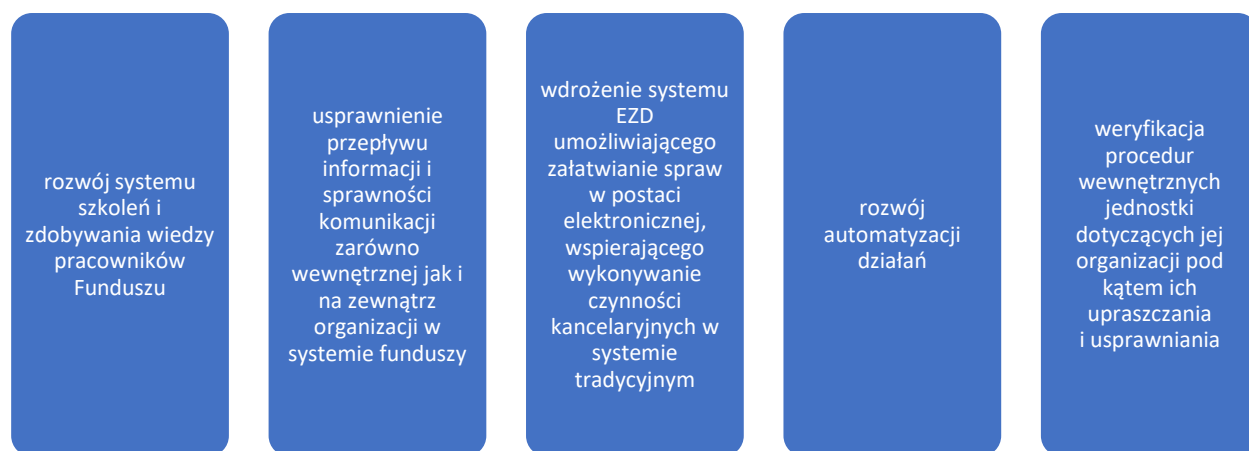 rozwój systemu
szkoleń i
zdobywania wiedzy
pracowników
Funduszu
usprawnienie
przepływu
informacji i
sprawności
komunikacji
zarówno
wewnętrznej jak i
na zewnątrz
organizacji w
systemie funduszy
wdrożenie systemu
EZD
umożliwiającego
załatwianie spraw
w postaci
elektronicznej,
wspierającego
wykonywanie
czynności
kancelaryjnych w
systemie
tradycyjnym
rozwój
automatyzacji
działań
weryfikacja
procedur
wewnętrznych
jednostki
dotyczących jej
organizacji pod
kątem ich
upraszczania
i usprawniania